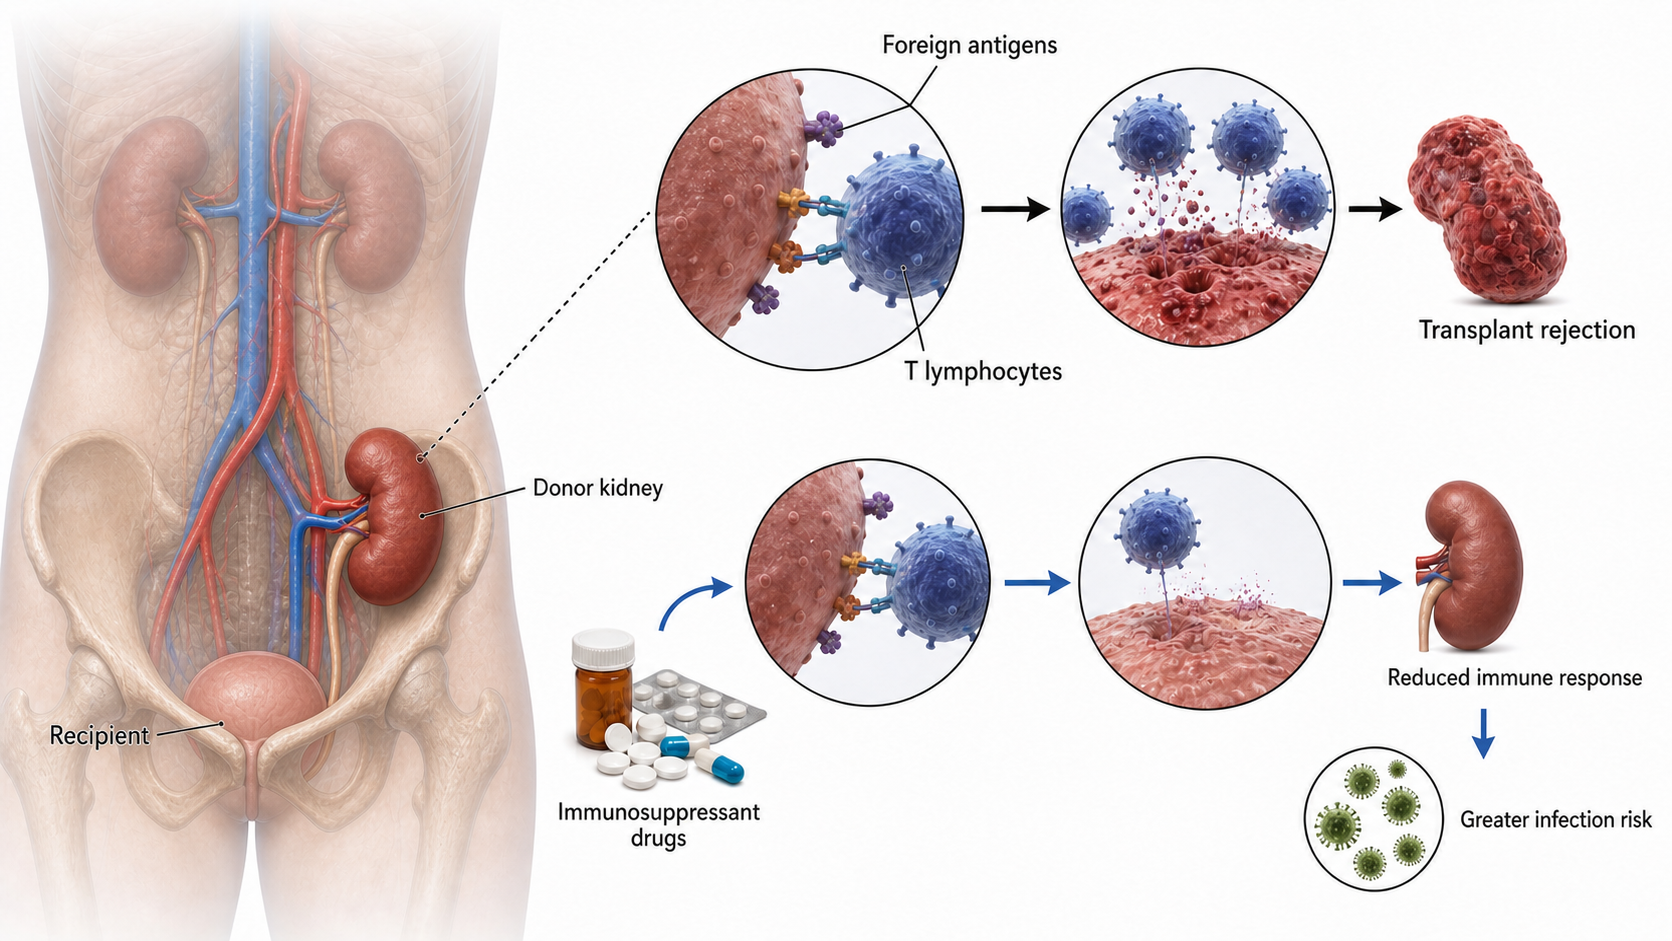 Foreign antigens
T lymphocytes
Transplant rejection
Donor kidney
Recipient
Immunosuppressant
drugs
Reduced immune response
Greater infection risk